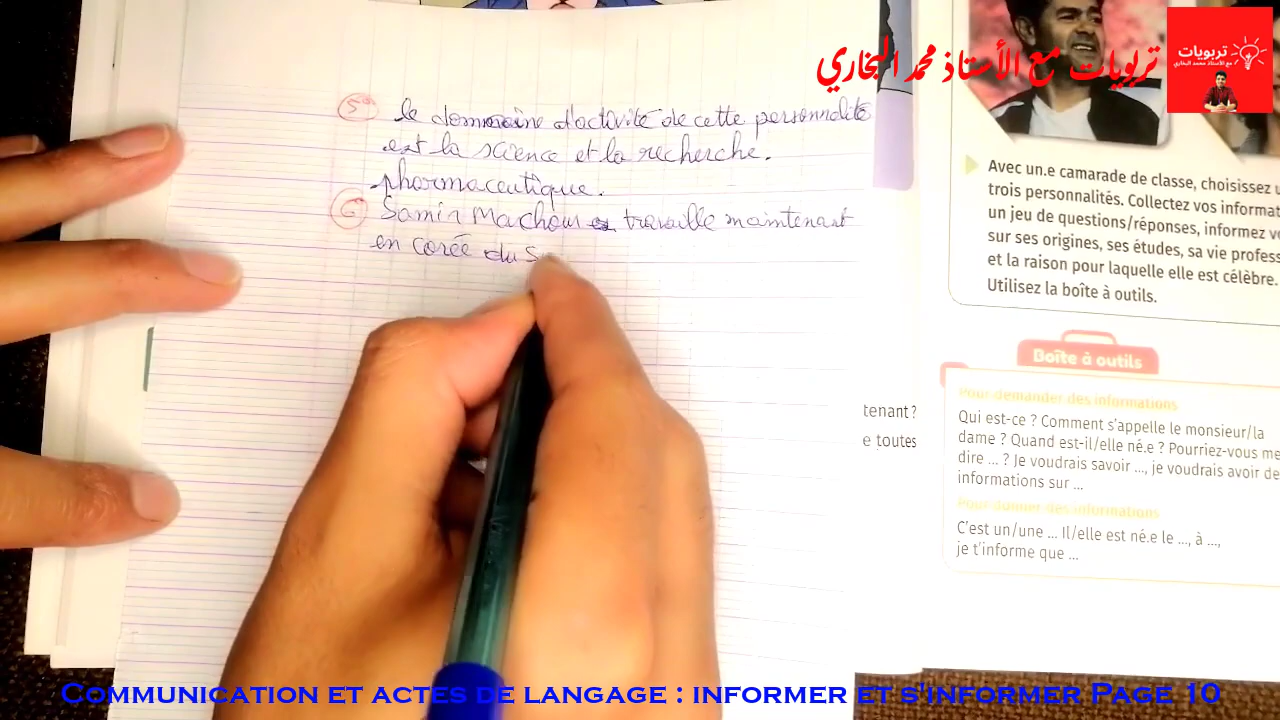 تربويات مع الأستاذ محمد البخاري
تربويات
مع الأستاذ محمد البخاري
5° le domaine d'activité de cette personnalité
est la science et la recherche.
pharmaceutique.
6° Samir Machour travaille maintenant
en corée du S
Avec un.e camarade de classe, choisissez u
trois personnalités. Collectez vos informat
un jeu de questions/réponses, informez v
sur ses origines, ses études, sa vie profess
et la raison pour laquelle elle est célèbre.
Utilisez la boîte à outils.
Boîte à outils
tenant ?
e toutes
Pour demander des informations
Qui est-ce ? Comment s'appelle le monsieur/la
dame ? Quand est-il/elle né.e ? Pourriez-vous me
dire ... ? Je voudrais savoir ..., je voudrais avoir de
informations sur ...
Pour donner des informations
C'est un/une ... Il/elle est né.e le ..., à ...,
je t'informe que ...
Communication et actes de langage : informer et s'informer Page 10